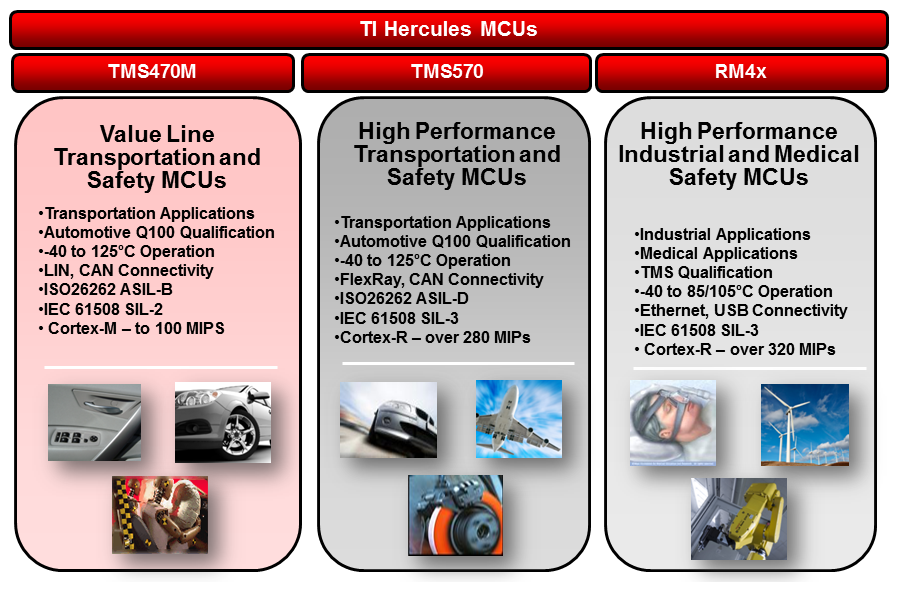 TI Hercules MCUs
TMS470M
TMS570
RM4x
Value Line
Transportation and
Safety MCUs
•Transportation Applications
•Automotive Q100 Qualification
•-40 to 125°C Operation
•LIN, CAN Connectivity
•ISO26262 ASIL-B
•IEC 61508 SIL-2
• Cortex-M – to 100 MIPS
High Performance
Transportation and
Safety MCUs
•Transportation Applications
•Automotive Q100 Qualification
•-40 to 125°C Operation
•FlexRay, CAN Connectivity
•ISO26262 ASIL-D
•IEC 61508 SIL-3
•Cortex-R – over 280 MIPs
High Performance
Industrial and Medical
Safety MCUs
•Industrial Applications
•Medical Applications
•TMS Qualification
•-40 to 85/105°C Operation
•Ethernet, USB Connectivity
•IEC 61508 SIL-3
• Cortex-R – over 320 MIPs